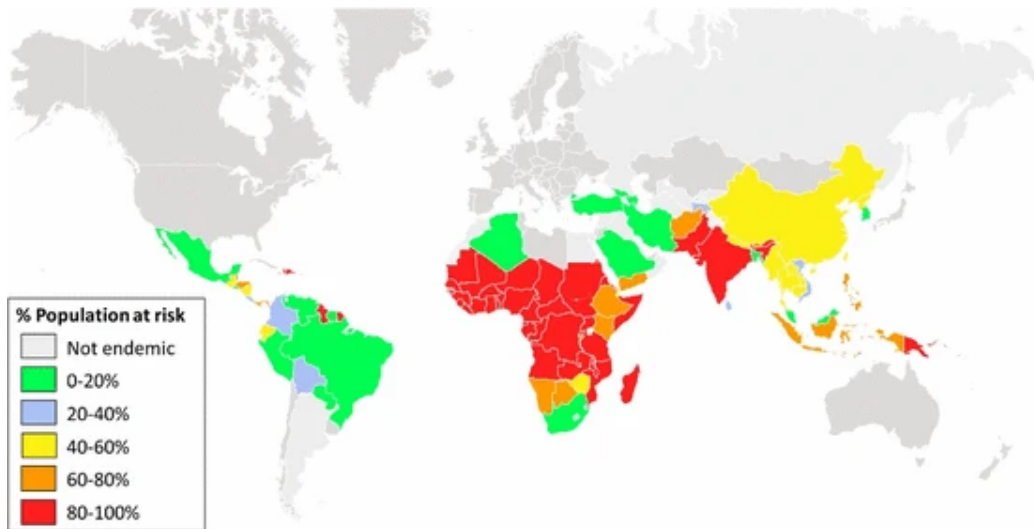 % Population at risk
Not endemic
0-20%
20-40%
40-60%
60-80%
80-100%